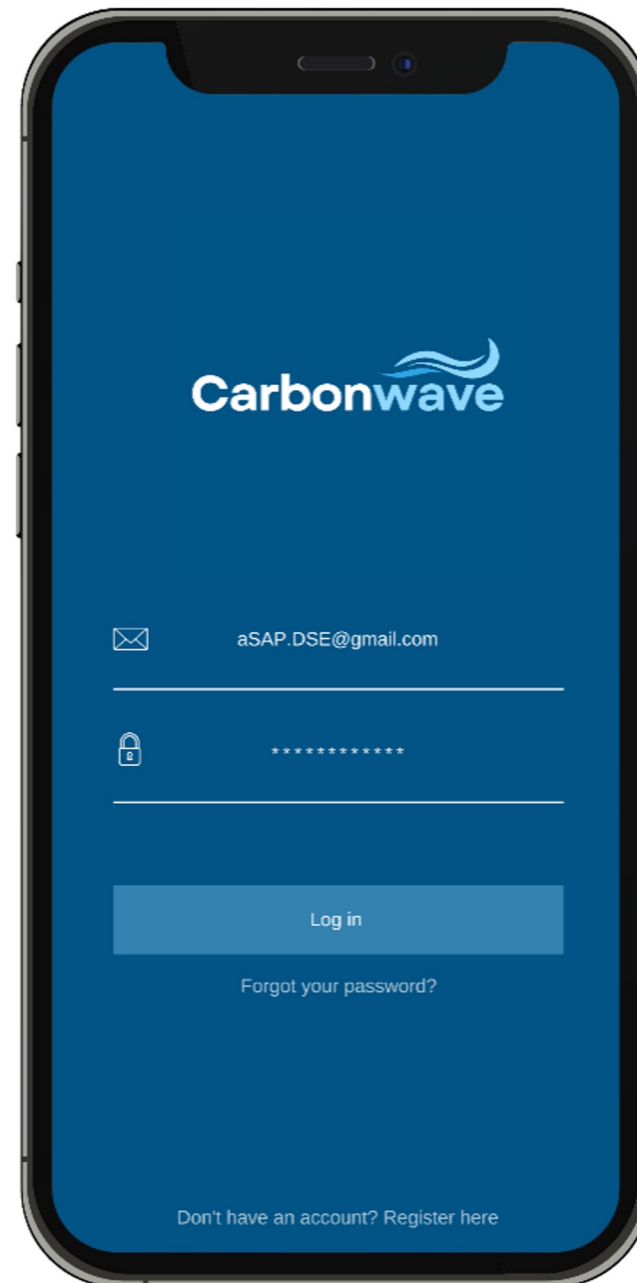 Carbonwave
aSAP.DSE@gmail.com
************
Log in
Forgot your password?
Don't have an account? Register here